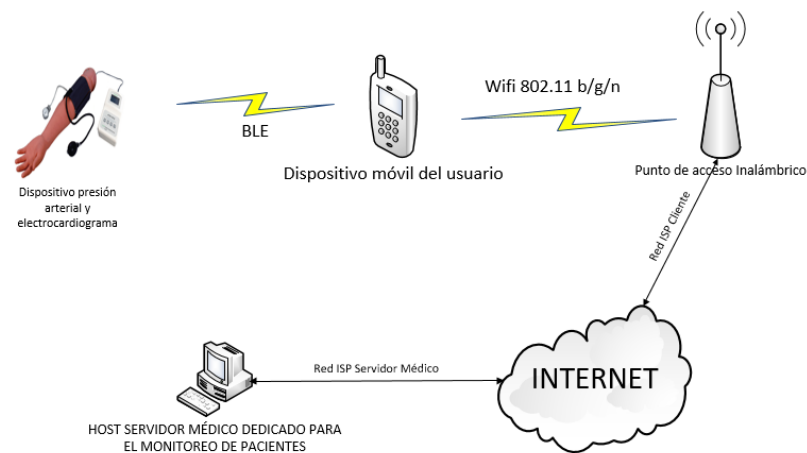 Wifi 802.11 b/g/n
BLE
Dispositivo móvil del usuario
Punto de acceso Inalámbrico
Dispositivo presión
arterial y
electrocardiograma
Red ISP Cliente
Red ISP Servidor Médico
INTERNET
HOST SERVIDOR MÉDICO DEDICADO PARA
EL MONITOREO DE PACIENTES